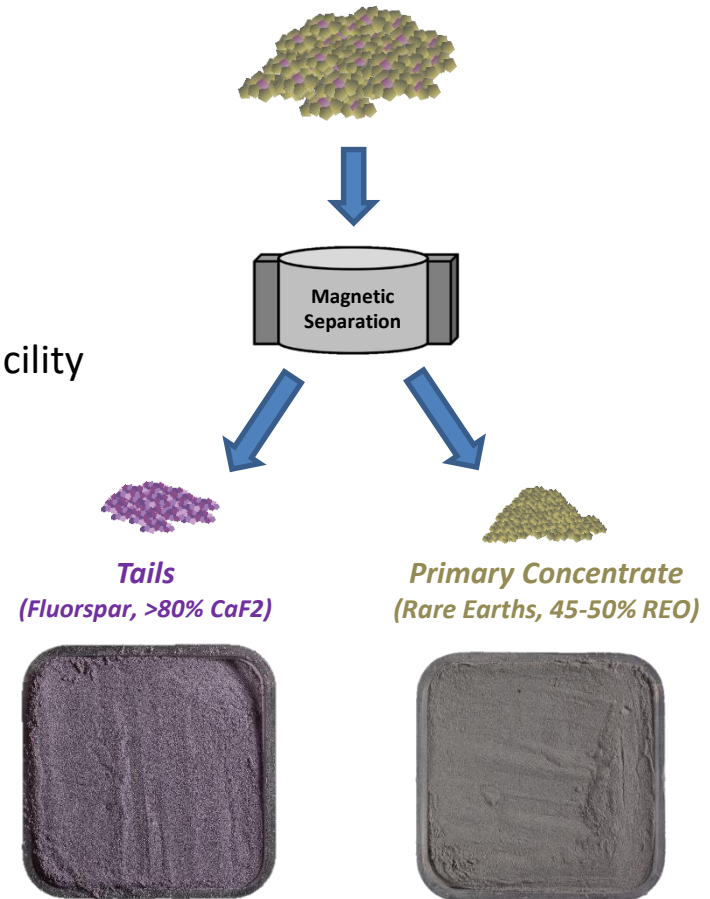 Magnetic
Separation
cility
Tails
(Fluorspar, >80% CaF2)
Primary Concentrate
(Rare Earths, 45-50% REO)